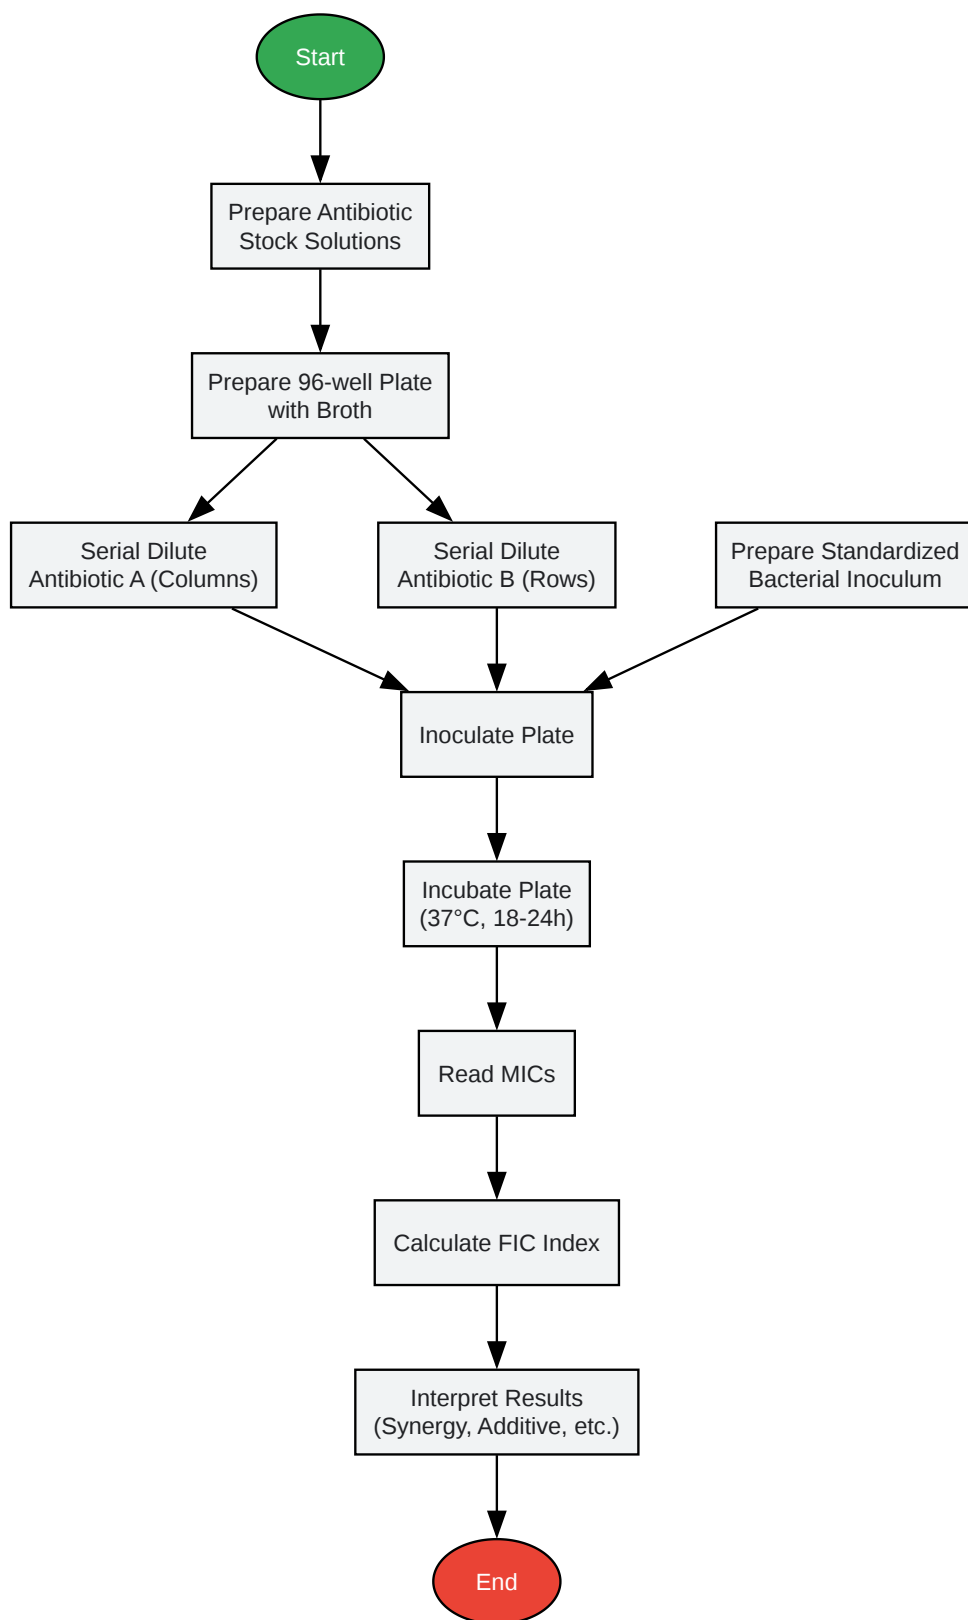 Start
Prepare Antibiotic
Stock Solutions
Prepare 96-well Plate
with Broth
Serial Dilute
Antibiotic A (Columns)
Serial Dilute
Antibiotic B (Rows)
Prepare Standardized
Bacterial Inoculum
Inoculate Plate
Incubate Plate
(37°C, 18-24h)
Read MICs
Calculate FIC Index
Interpret Results
(Synergy, Additive, etc.)
End